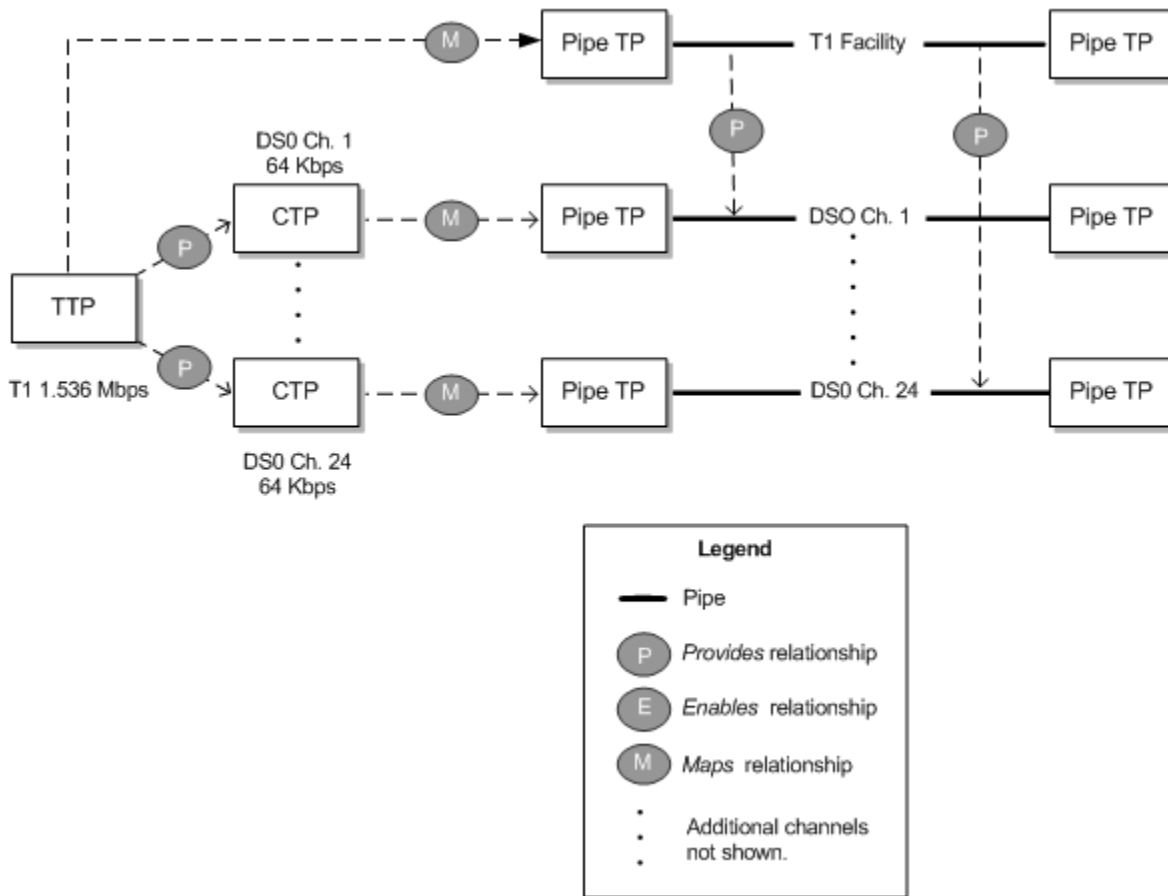 M
Pipe TP
T1 Facility
Pipe TP
DS0 Ch. 1
64 Kbps
P
P
CTP
M
Pipe TP
DSO Ch. 1
Pipe TP
P
TTP
P
T1 1.536 Mbps
CTP
M
Pipe TP
DS0 Ch. 24
Pipe TP
DS0 Ch. 24
64 Kbps
Legend
Pipe
P Provides relationship
E Enables relationship
M Maps relationship
Additional channels
not shown.